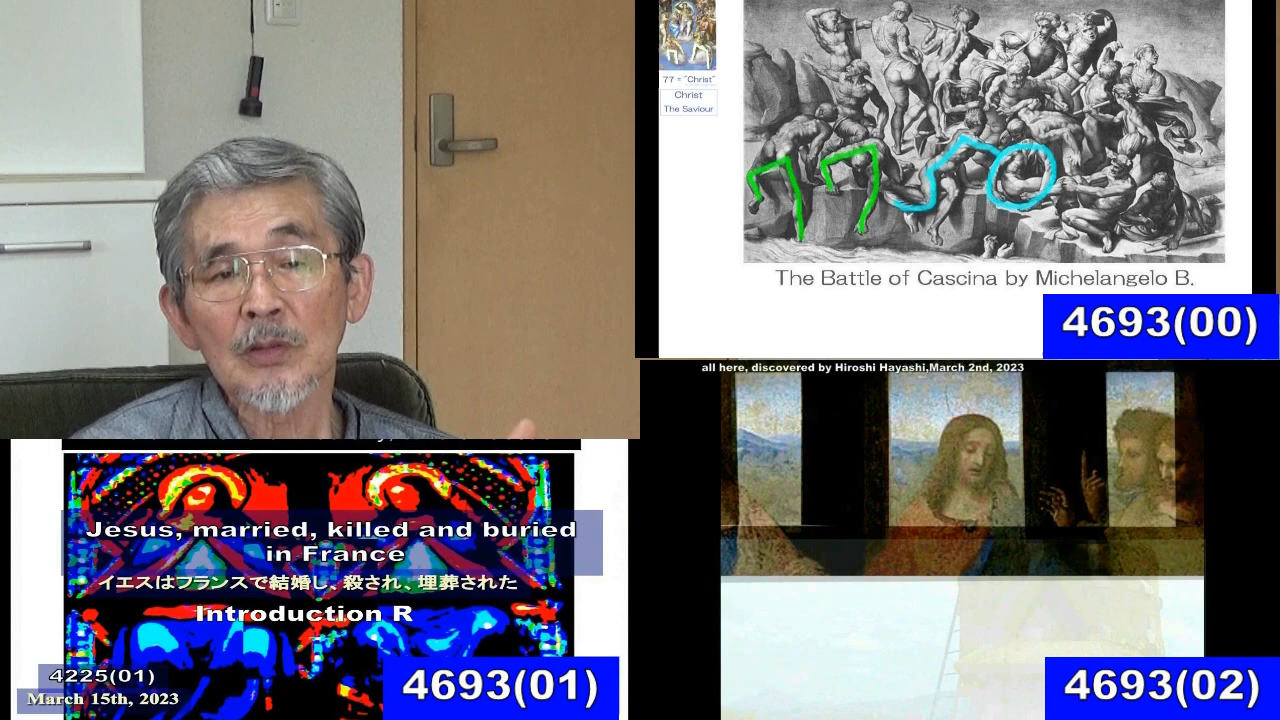 77 = "Christ"
Christ
The Saviour
The Battle of Cascina by Michelangelo B.
4693(00)
all here, discovered by Hiroshi Hayashi,March 2nd, 2023
Jesus, married, killed and buried
in France
イエスはフランスで結婚し、殺され、埋葬された
Introduction R
4225(01)
March 15th, 2023
4693(01)
4693(02)